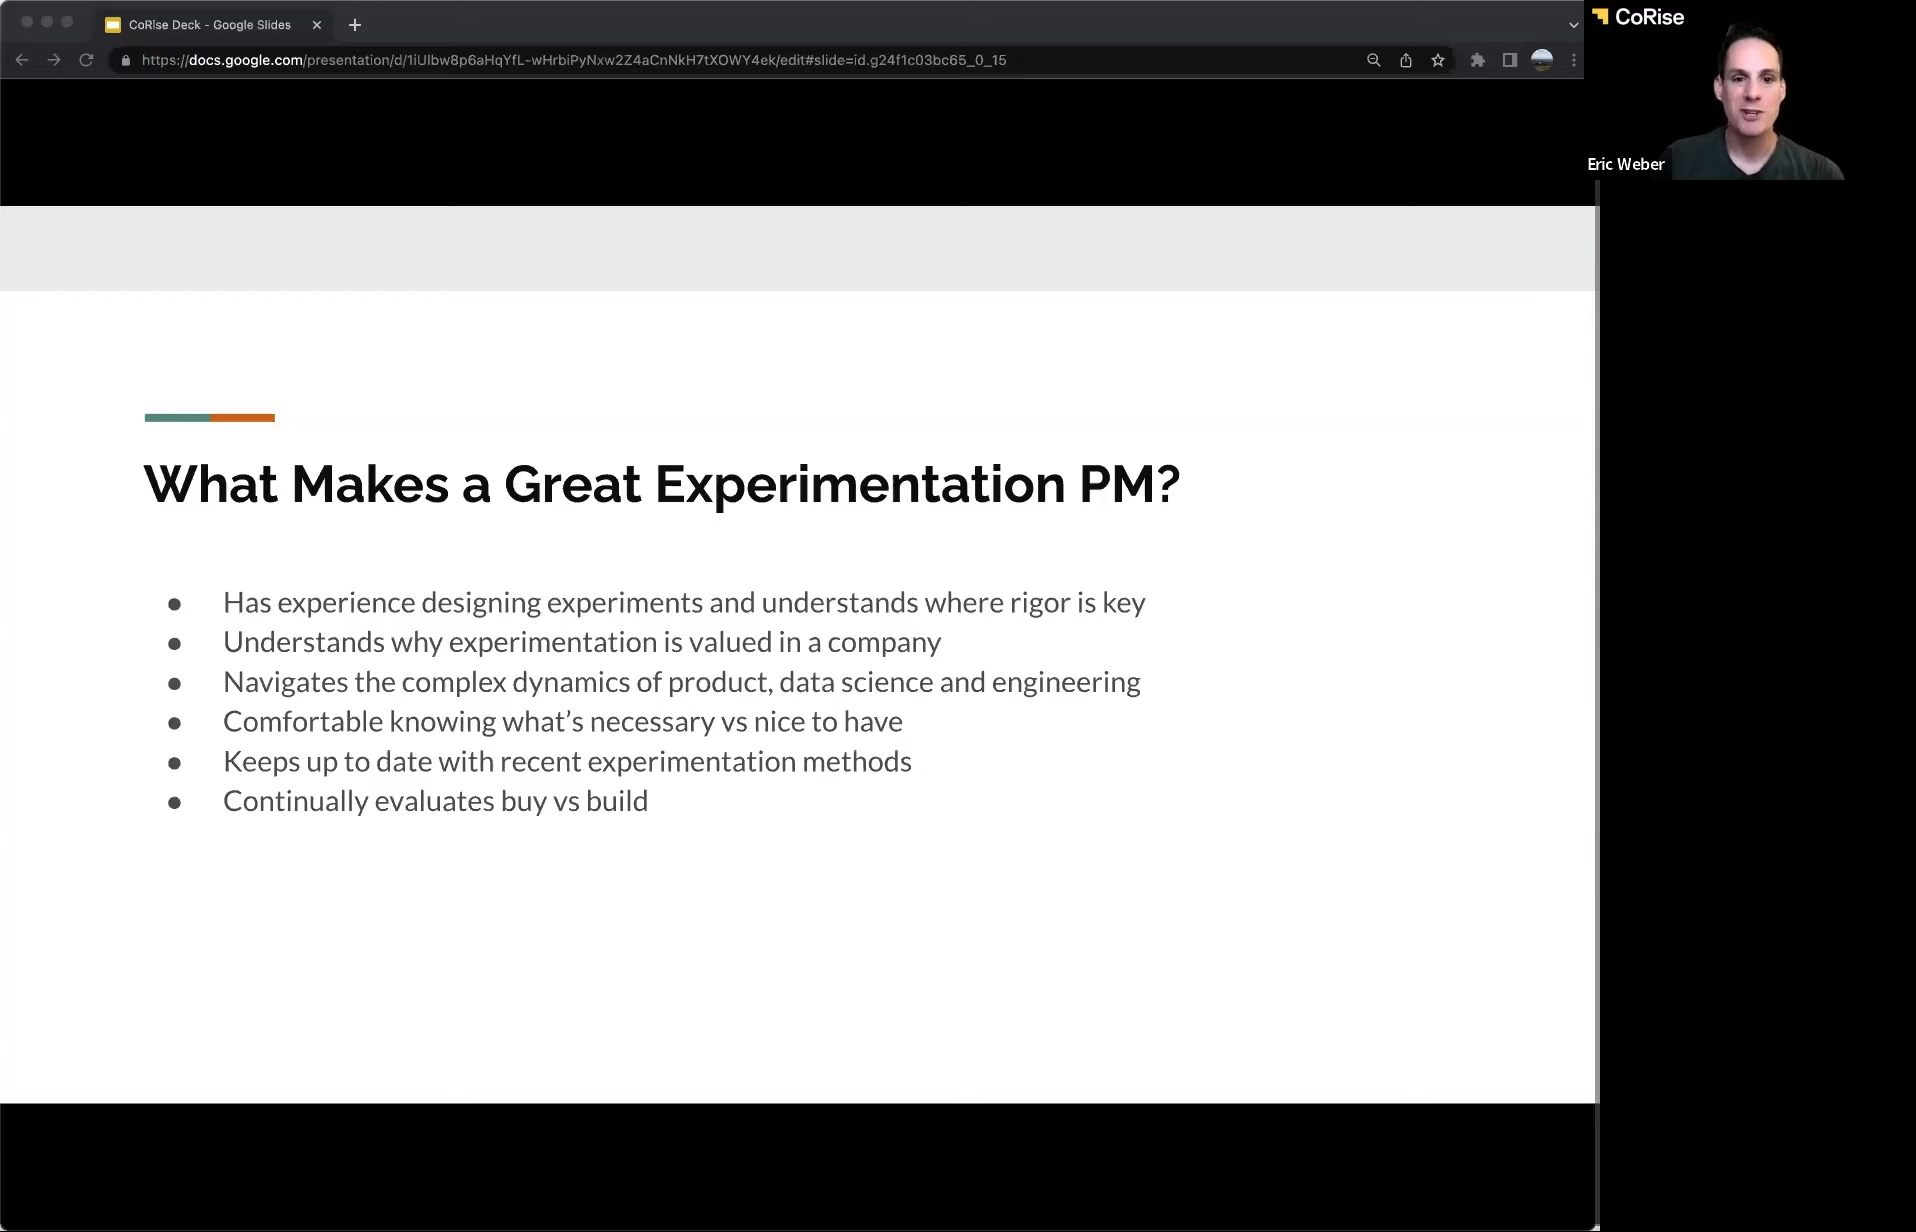 CoRise Deck - Google Slides
CoRise
https://docs.google.com/presentation/d/1iUIbw8p6aHqYfL-wHrbiPyNxw2Z4aCnNkH7tXOWY4ek/edit#slide=id.g24f1c03bc65_0_15
Eric Weber
What Makes a Great Experimentation PM?
● Has experience designing experiments and understands where rigor is key
● Understands why experimentation is valued in a company
● Navigates the complex dynamics of product, data science and engineering
● Comfortable knowing what’s necessary vs nice to have
● Keeps up to date with recent experimentation methods
● Continually evaluates buy vs build